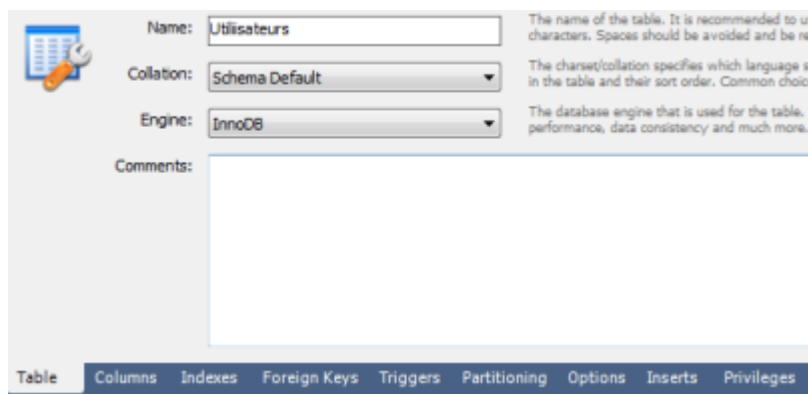 Name: Utilisateurs
The name of the table. It is recommended to u
characters. Spaces should be avoided and be re
Collation: Schema Default
The charset/collation specifies which language s
in the table and their sort order. Common choic
Engine: InnoDB
The database engine that is used for the table.
performance, data consistency and much more.
Comments:
Table Columns Indexes Foreign Keys Triggers Partitioning Options Inserts Privileges